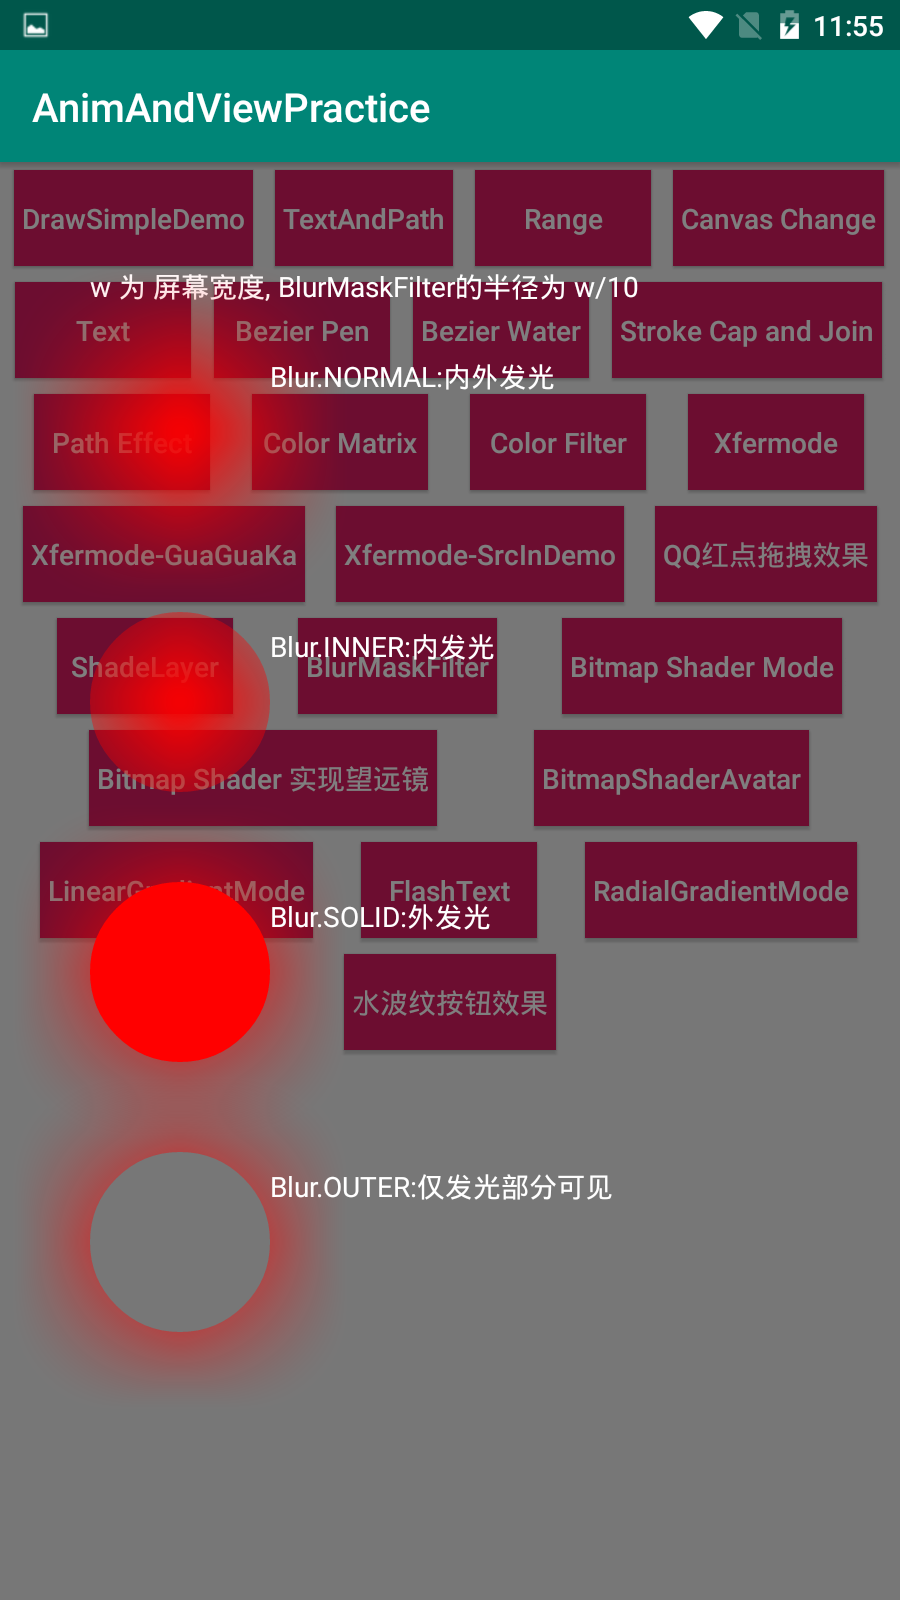 11:55
AnimAndViewPractice
DrawSimpleDemo TextAndPath Range Canvas Change
w 为 屏幕宽度, BlurMaskFilter的半径为 w/10
Text Bezier Pen Bezier Water Stroke Cap and Join
Blur.NORMAL:内外发光
Path Effect Color Matrix Color Filter Xfermode
Xfermode-GuaGuaKa Xfermode-SrcInDemo QQ红点拖拽效果
Blur.INNER:内发光
ShadeLayer BlurMaskFilter Bitmap Shader Mode
Bitmap Shader 实现望远镜 BitmapShaderAvatar
LinearGradientMode FlashText RadialGradientMode
Blur.SOLID:外发光
水波纹按钮效果
Blur.OUTER:仅发光部分可见